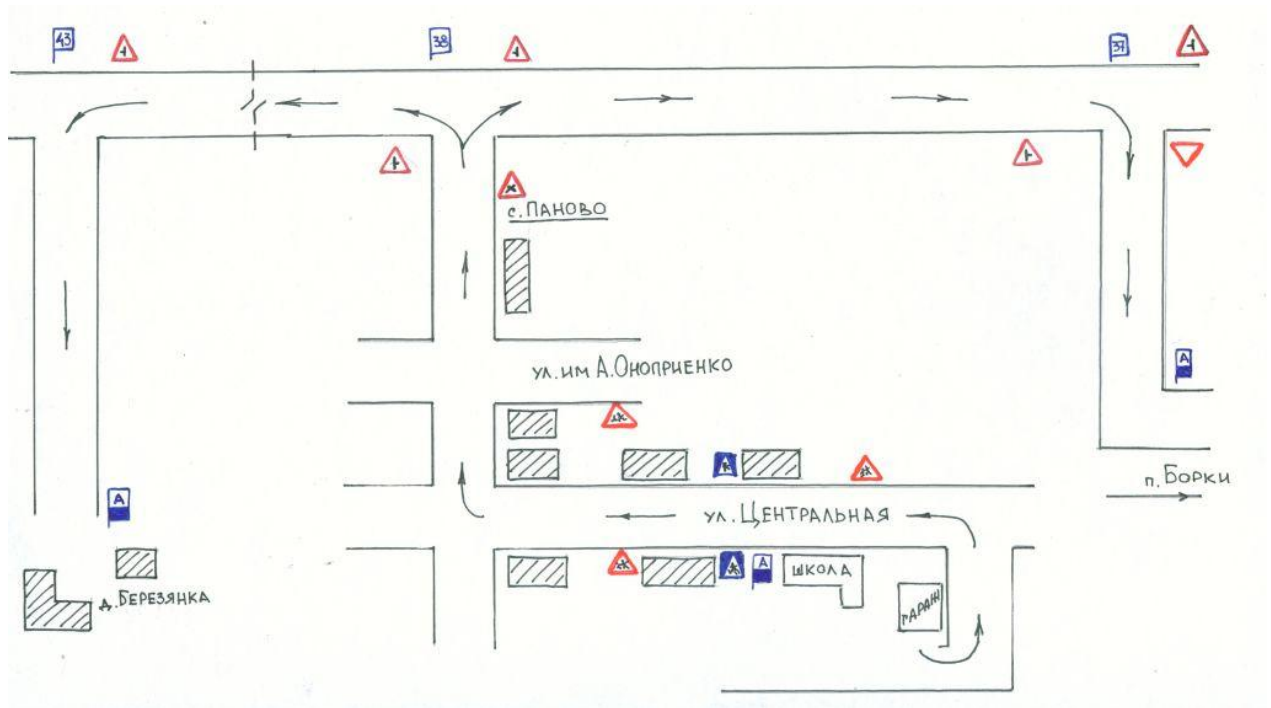 43
38
37
с. ПАНОВО
ул. им А. ОНОПРИЕНКО
А
п. БОРКИ
А
ул. ЦЕНТРАЛЬНАЯ
А
ШКОЛА
ГАРАЖ
д. БЕРЕЗЯНКА